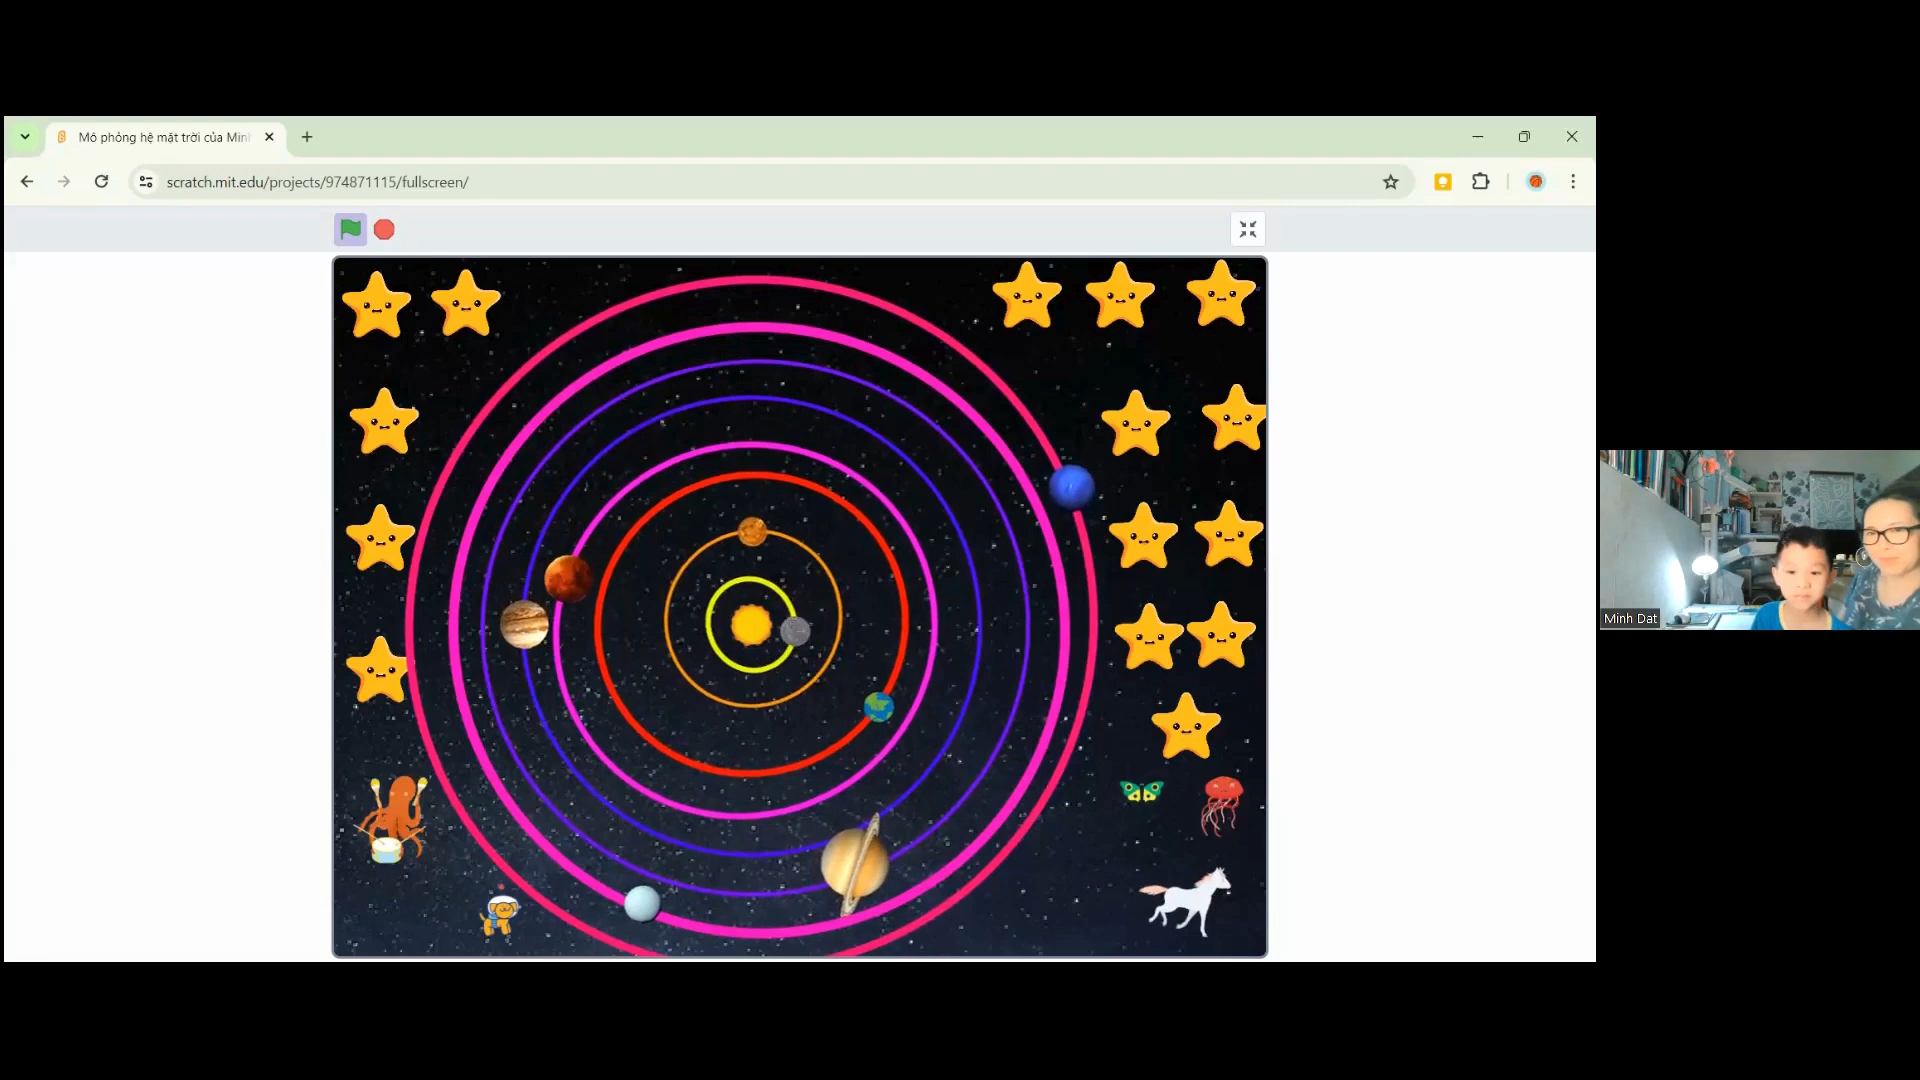 Mô phỏng hệ mặt trời của Minh
scratch.mit.edu/projects/974871115/fullscreen/
Minh Dat